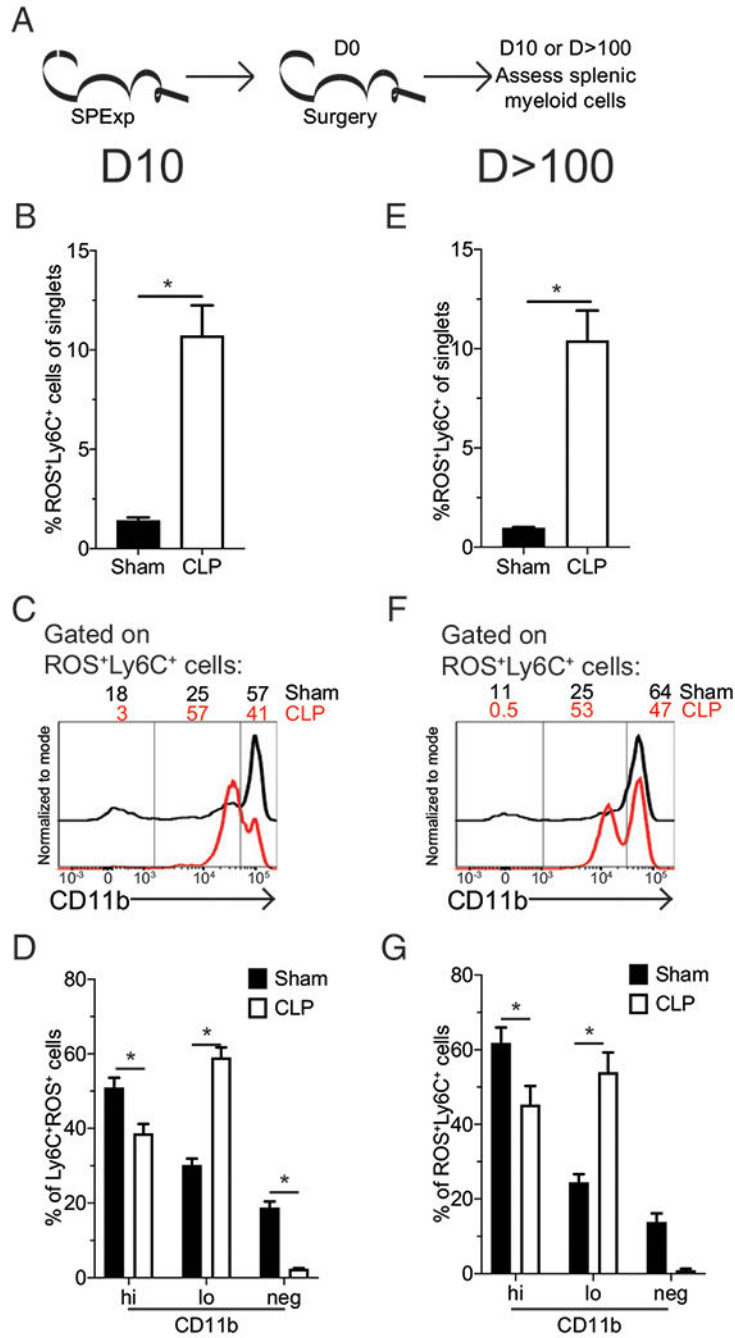 A
D0
D10 or D>100
Assess splenic
myeloid cells
SPExp
Surgery
D10
D>100
B
% ROS⁺Ly6C⁺ cells of singlets
15
10
5
0
*
Sham CLP
E
%ROS⁺Ly6C⁺ of singlets
15
10
5
0
*
Sham CLP
C
Gated on
ROS⁺Ly6C⁺ cells:
18 25 57 Sham
3 57 41 CLP
Normalized to mode
10⁻³ 0 10³ 10⁴ 10⁵
CD11b
F
Gated on
ROS⁺Ly6C⁺ cells:
11 25 64 Sham
0.5 53 47 CLP
Normalized to mode
10⁻³ 0 10³ 10⁴ 10⁵
CD11b
D
% of Ly6C⁺ROS⁺ cells
80
60
40
20
0
Sham
CLP
* * *
hi lo neg
CD11b
G
% of ROS⁺Ly6C⁺ cells
80
60
40
20
0
Sham
CLP
* *
hi lo neg
CD11b